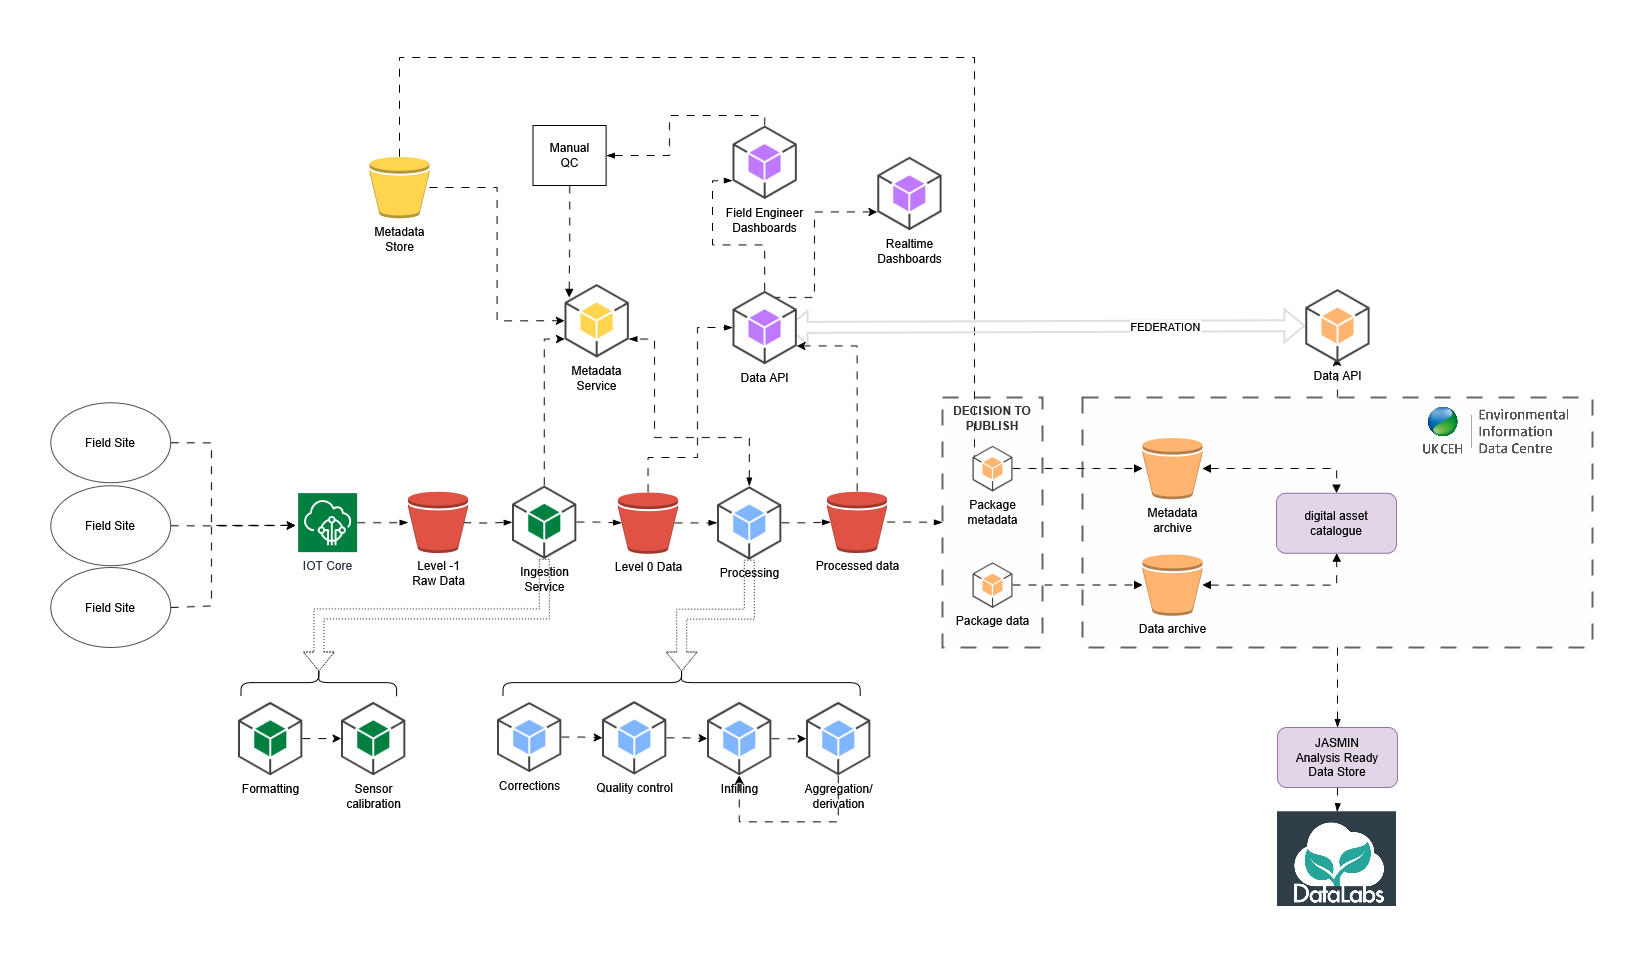 Manual
QC
Metadata
Store
Field Engineer
Dashboards
Realtime
Dashboards
Metadata
Service
Data API
FEDERATION
Data API
DECISION TO
PUBLISH
UKCEH
Environmental
Information
Data Centre
Field Site
Field Site
Field Site
IOT Core
Level -1
Raw Data
Ingestion
Service
Level 0 Data
Processing
Processed data
Package
metadata
Package data
Metadata
archive
Data archive
digital asset
catalogue
Formatting
Sensor
calibration
Corrections
Quality control
Infilling
Aggregation/
derivation
JASMIN
Analysis Ready
Data Store
DataLabs